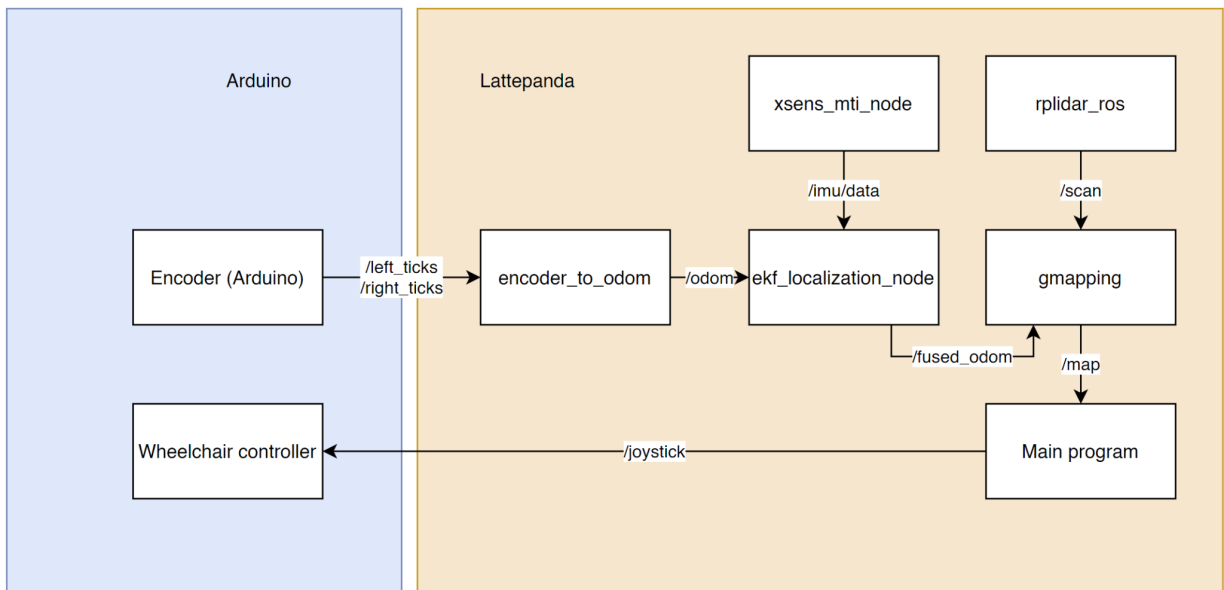 Arduino
Lattepanda
xsens_mti_node
rplidar_ros
/imu/data
/scan
Encoder (Arduino)
/left_ticks
/right_ticks
encoder_to_odom
/odom
ekf_localization_node
gmapping
/fused_odom
/map
Wheelchair controller
/joystick
Main program